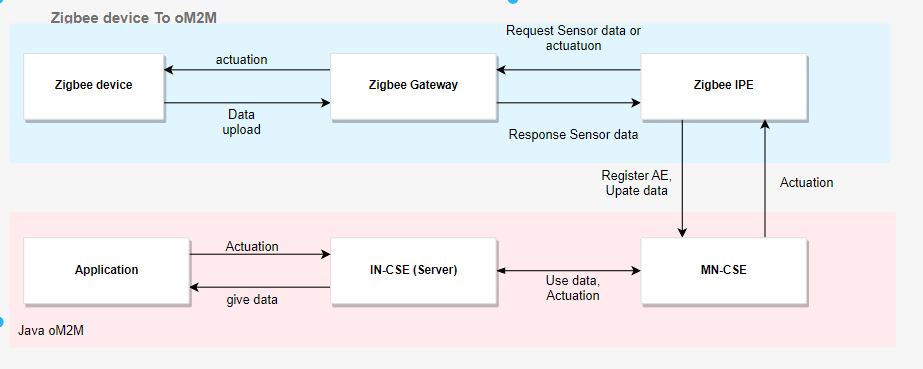 Zigbee device To oM2M
Request Sensor data or
actuatuon
actuation
Zigbee device
Zigbee Gateway
Zigbee IPE
Data
upload
Response Sensor data
Register AE,
Upate data
Actuation
Application
Actuation
give data
IN-CSE (Server)
Use data,
Actuation
MN-CSE
Java oM2M